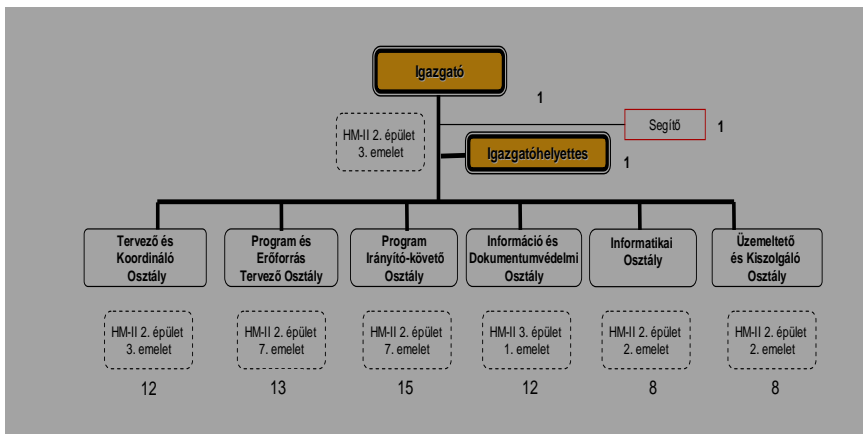 Igazgató
1
Segítő
1
HM-II 2. épület
3. emelet
Igazgatóhelyettes
1
Tervező és
Koordináló
Osztály
Program és
Erőforrás
Tervező Osztály
Program
Irányító-követő
Osztály
Információ és
Dokumentumvédelmi
Osztály
Informatikai
Osztály
Üzemeltető
és Kiszolgáló
Osztály
HM-II 2. épület
3. emelet
HM-II 2. épület
7. emelet
HM-II 2. épület
7. emelet
HM-II 3. épület
1. emelet
HM-II 2. épület
2. emelet
HM-II 2. épület
2. emelet
12
13
15
12
8
8